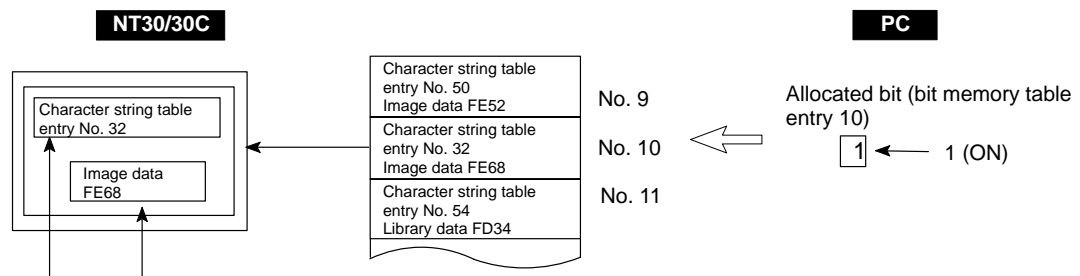 NT30/30C
PC
Character string table
entry No. 32
Image data
FE68
Character string table
entry No. 50
Image data FE52
Character string table
entry No. 32
Image data FE68
Character string table
entry No. 54
Library data FD34
No. 9
No. 10
No. 11
Allocated bit (bit memory table
entry 10)
1
1 (ON)